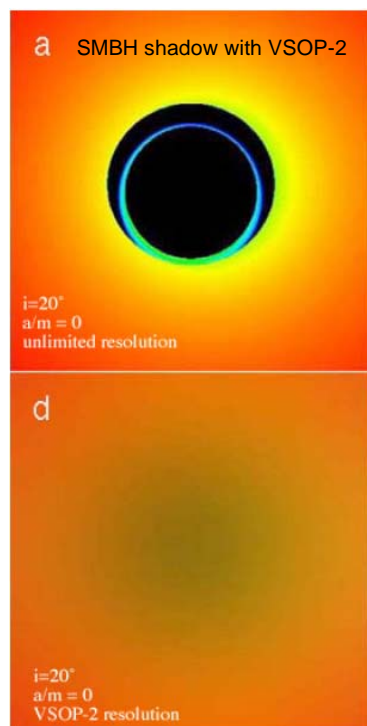 a SMBH shadow with VSOP-2
i=20°
a/m = 0
unlimited resolution
d
i=20°
a/m = 0
VSOP-2 resolution